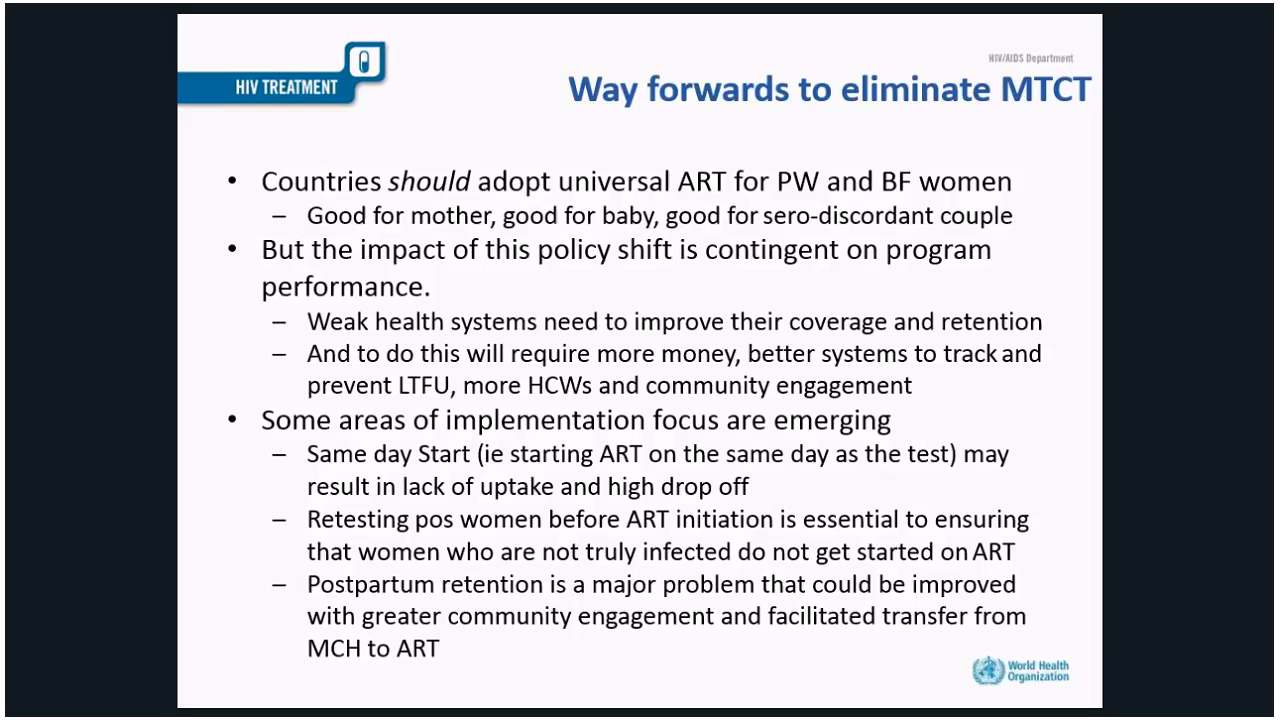 HIV/AIDS Department
HIV TREATMENT
Way forwards to eliminate MTCT
• Countries should adopt universal ART for PW and BF women
– Good for mother, good for baby, good for sero-discordant couple
• But the impact of this policy shift is contingent on program
performance.
– Weak health systems need to improve their coverage and retention
– And to do this will require more money, better systems to track and
prevent LTFU, more HCWs and community engagement
• Some areas of implementation focus are emerging
– Same day Start (ie starting ART on the same day as the test) may
result in lack of uptake and high drop off
– Retesting pos women before ART initiation is essential to ensuring
that women who are not truly infected do not get started on ART
– Postpartum retention is a major problem that could be improved
with greater community engagement and facilitated transfer from
MCH to ART
World Health
Organization